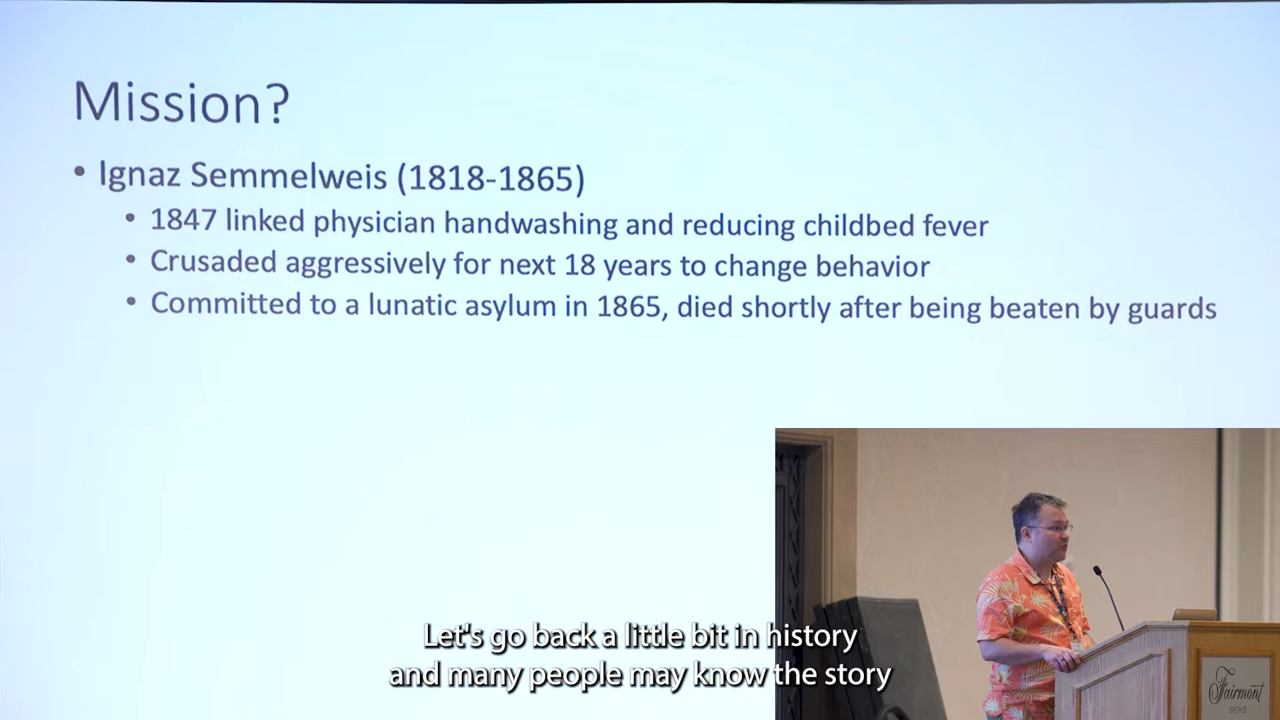 Mission?
• Ignaz Semmelweis (1818-1865)
• 1847 linked physician handwashing and reducing childbed fever
• Crusaded aggressively for next 18 years to change behavior
• Committed to a lunatic asylum in 1865, died shortly after being beaten by guards
Let's go back a little bit in history
and many people may know the story
Fairmont
ORCHID